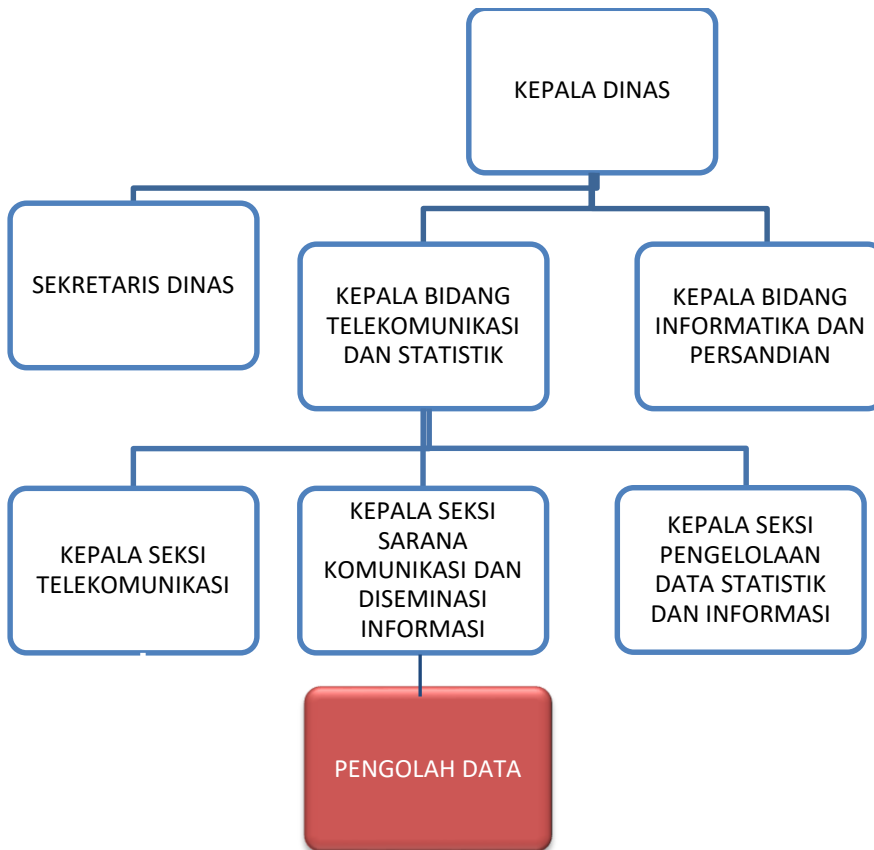 KEPALA DINAS
SEKRETARIS DINAS
KEPALA BIDANG
TELEKOMUNIKASI
DAN STATISTIK
KEPALA BIDANG
INFORMATIKA DAN
PERSANDIAN
KEPALA SEKSI
TELEKOMUNIKASI
KEPALA SEKSI
SARANA
KOMUNIKASI DAN
DISEMINASI
INFORMASI
KEPALA SEKSI
PENGELOLAAN
DATA STATISTIK
DAN INFORMASI
PENGOLAH DATA